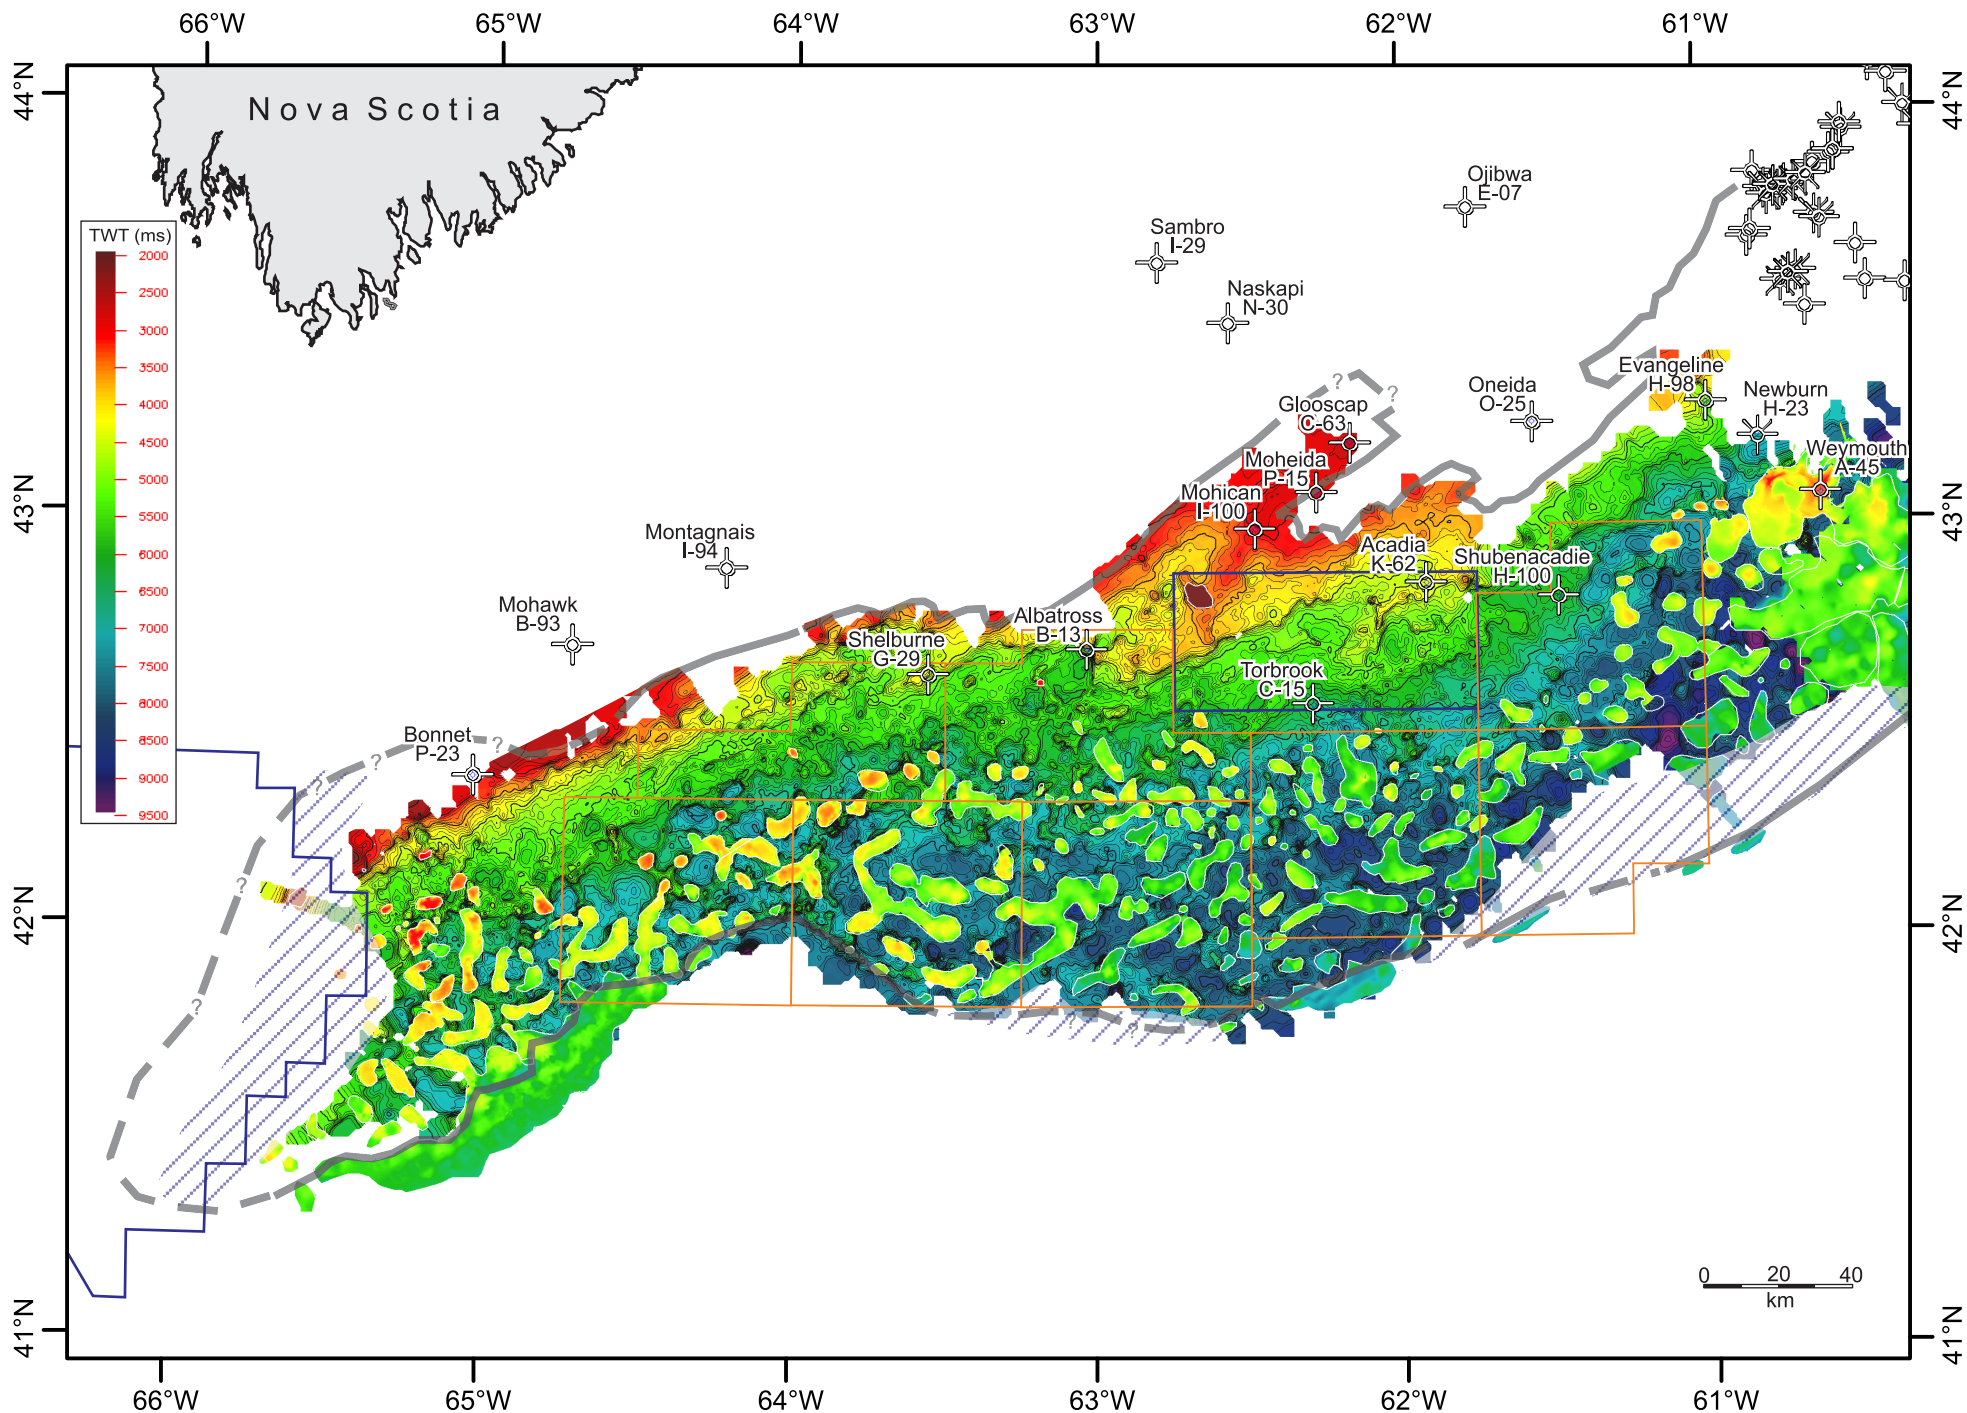 66°W 65°W 64°W 63°W 62°W 61°W
44°N
44°N
Nova Scotia
Ojibwa
E-07
Sambro
I-29
Naskapi
N-30
TWT (ms)
2000
2500
3000
3500
4000
4500
5000
5500
6000
6500
7000
7500
8000
8500
9000
9500
?
?
Evangeline
H-98
Oneida
O-25
Newburn
H-23
Glooscap
C-63
Moheida
P-15
Weymouth
A-45
Mohican
I-100
43°N
43°N
Montagnais
I-94
Acadia
K-62
Shubenacadie
H-100
Mohawk
B-93
Albatross
B-13
Shelburne
G-29
Torbrook
C-15
Bonnet
P-23
?
?
?
?
?
42°N
42°N
?
?
?
0 20 40
km
41°N
41°N
66°W 65°W 64°W 63°W 62°W 61°W